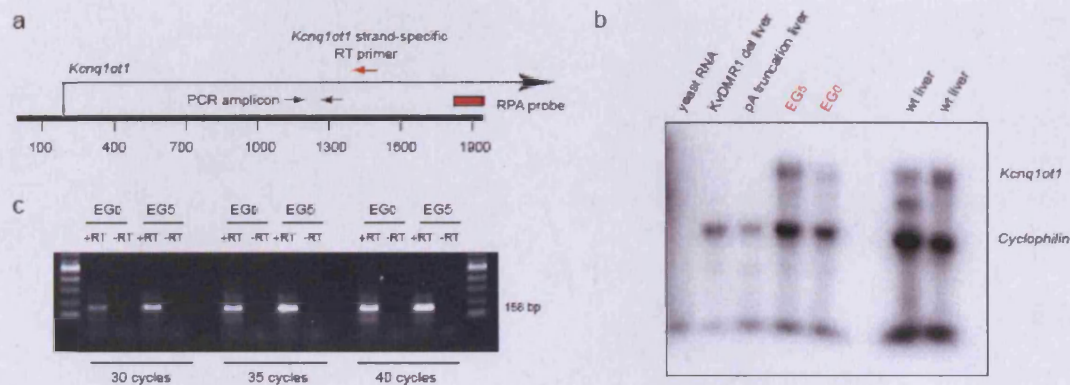 a
Kcnq1ot1 strand-specific
RT primer
Kcnq1ot1
PCR amplicon
RPA probe
100 400 700 1000 1300 1600 1900
b
yeast RNA
KvDMR1 del liver
pA truncation liver
EG5
EG0
wt liver
wt liver
Kcnq1ot1
Cyclophilin
c
EG0 EG5 EG0 EG5 EG0 EG5
+RT -RT +RT -RT +RT -RT +RT -RT +RT -RT +RT -RT
156 bp
30 cycles 35 cycles 40 cycles